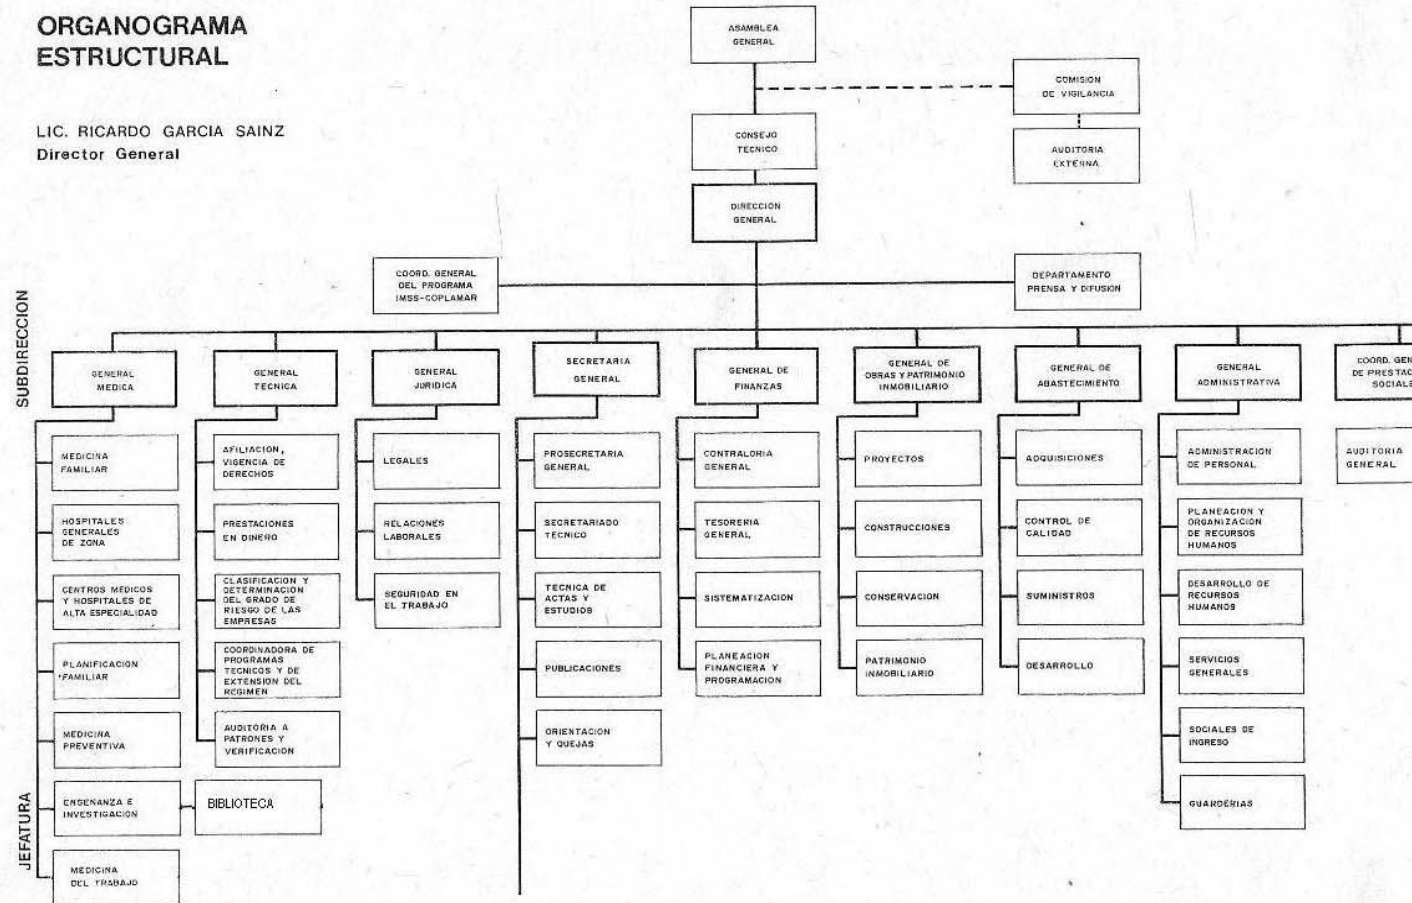 ORGANOGRAMA
ESTRUCTURAL
LIC. RICARDO GARCIA SAINZ
Director General
ASAMBLEA
GENERAL
COMISION
DE VIGILANCIA
CONSEJO
TECNICO
AUDITORIA
EXTERNA
DIRECCION
GENERAL
COORD. GENERAL
DEL PROGRAMA
IMSS-COPLAMAR
DEPARTAMENTO
PRENSA Y DIFUSION
SUBDIRECCION
GENERAL
MEDICA
GENERAL
TECNICA
GENERAL
JURIDICA
SECRETARIA
GENERAL
GENERAL DE
FINANZAS
GENERAL DE
OBRAS Y PATRIMONIO
INMOBILIARIO
GENERAL DE
ABASTECIMIENTO
GENERAL
ADMINISTRATIVA
COORD. GEN
DE PRESTAC
SOCIALE
MEDICINA
FAMILIAR
HOSPITALES
GENERALES
DE ZONA
CENTROS MEDICOS
Y HOSPITALES DE
ALTA ESPECIALIDAD
PLANIFICACION
FAMILIAR
MEDICINA
PREVENTIVA
ENSEÑANZA E
INVESTIGACION
BIBLIOTECA
MEDICINA
DEL TRABAJO
AFILIACION,
VIGENCIA DE
DERECHOS
PRESTACIONES
EN DINERO
CLASIFICACION Y
DETERMINACION
DEL GRADO DE
RIESGO DE LAS
EMPRESAS
COORDINADORA DE
PROGRAMAS
TECNICOS Y DE
EXTENSION DEL
REGIMEN
AUDITORIA A
PATRONES Y
VERIFICACION
LEGALES
RELACIONES
LABORALES
SEGURIDAD EN
EL TRABAJO
PROSECRETARIA
GENERAL
SECRETARIADO
TECNICO
TECNICA DE
ACTAS Y
ESTUDIOS
PUBLICACIONES
ORIENTACION
Y QUEJAS
CONTRALORIA
GENERAL
TESORERIA
GENERAL
SISTEMATIZACION
PLANEACION
FINANCIERA Y
PROGRAMACION
PROYECTOS
CONSTRUCCIONES
CONSERVACION
PATRIMONIO
INMOBILIARIO
ADQUISICIONES
CONTROL DE
CALIDAD
SUMINISTROS
DESARROLLO
ADMINISTRACION
DE PERSONAL
PLANEACION Y
ORGANIZACION
DE RECURSOS
HUMANOS
DESARROLLO DE
RECURSOS
HUMANOS
SERVICIOS
GENERALES
SOCIALES DE
INGRESO
GUARDERIAS
AUDITORIA
GENERAL
JEFATURA